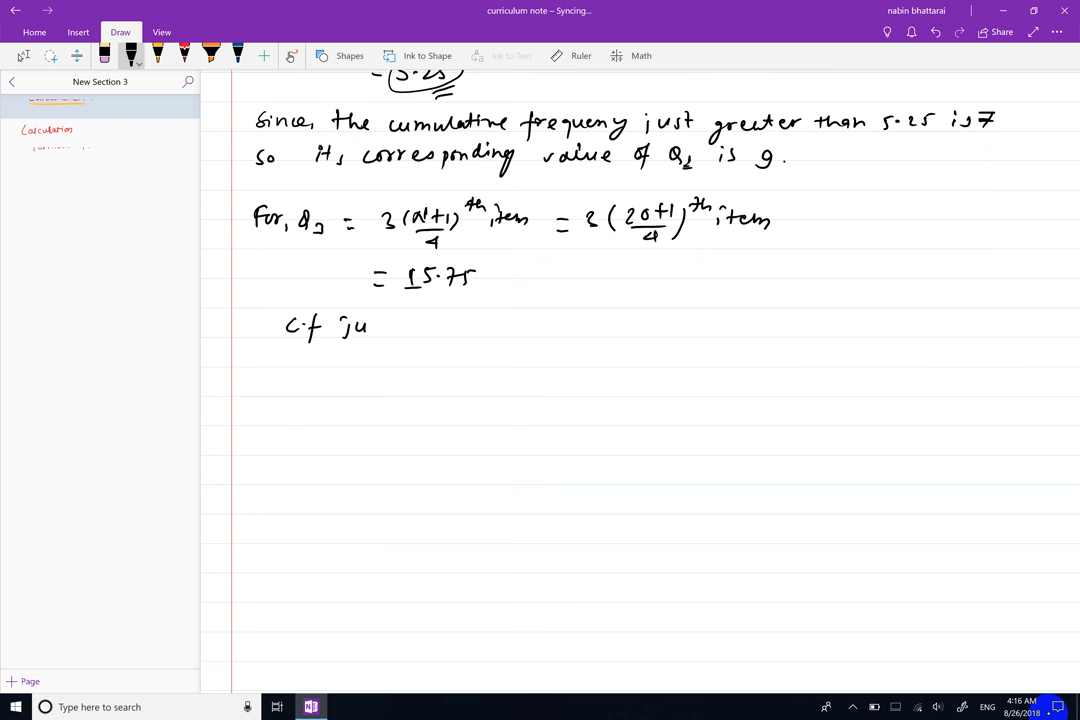 curriculum note – Syncing...
nabin bhattarai
Home Insert Draw View
Share
Shapes Ink to Shape Ink to Text Ruler Math
New Section 3
Calculation
= 5.25
Since, the cumulative frequency just greater than 5.25 is 7
so its corresponding value of Q₁ is 9.
For, Q₃ = 3(N+1/4)th item = 3(20+1/4)th item
= 15.75
C.f ju
Page
Type here to search
ENG
4:16 AM
8/26/2018